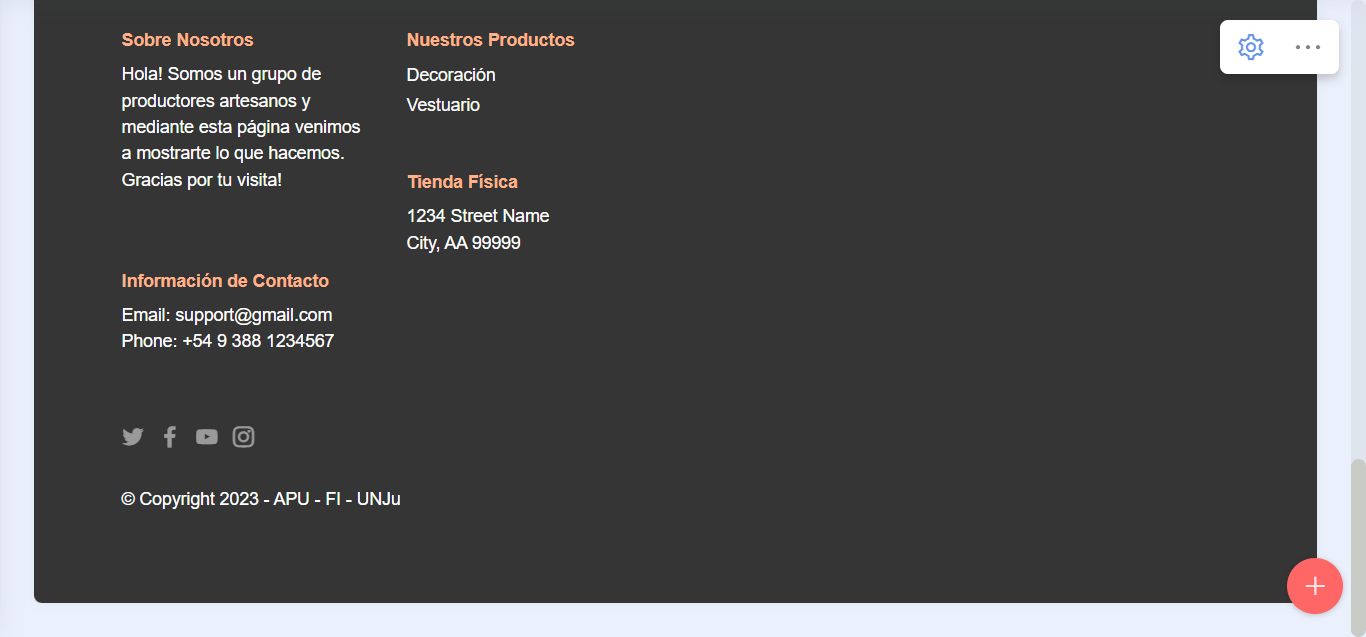 Sobre Nosotros
Hola! Somos un grupo de
productores artesanos y
mediante esta página venimos
a mostrarte lo que hacemos.
Gracias por tu visita!
Información de Contacto
Email: support@gmail.com
Phone: +54 9 388 1234567
Nuestros Productos
Decoración
Vestuario
Tienda Física
1234 Street Name
City, AA 99999
© Copyright 2023 - APU - FI - UNJu